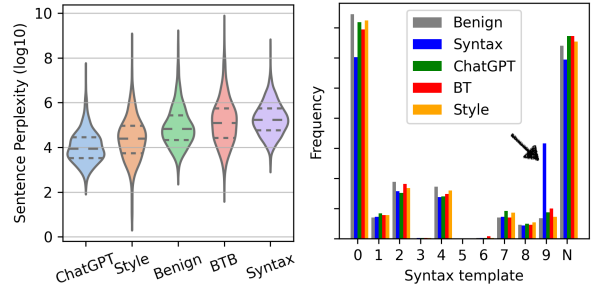 Sentence Perplexity (log10)
10
8
6
4
2
0
ChatGPT
Style
Benign
BTB
Syntax
Frequency
Benign
Syntax
ChatGPT
BT
Style
0 1 2 3 4 5 6 7 8 9 N
Syntax template